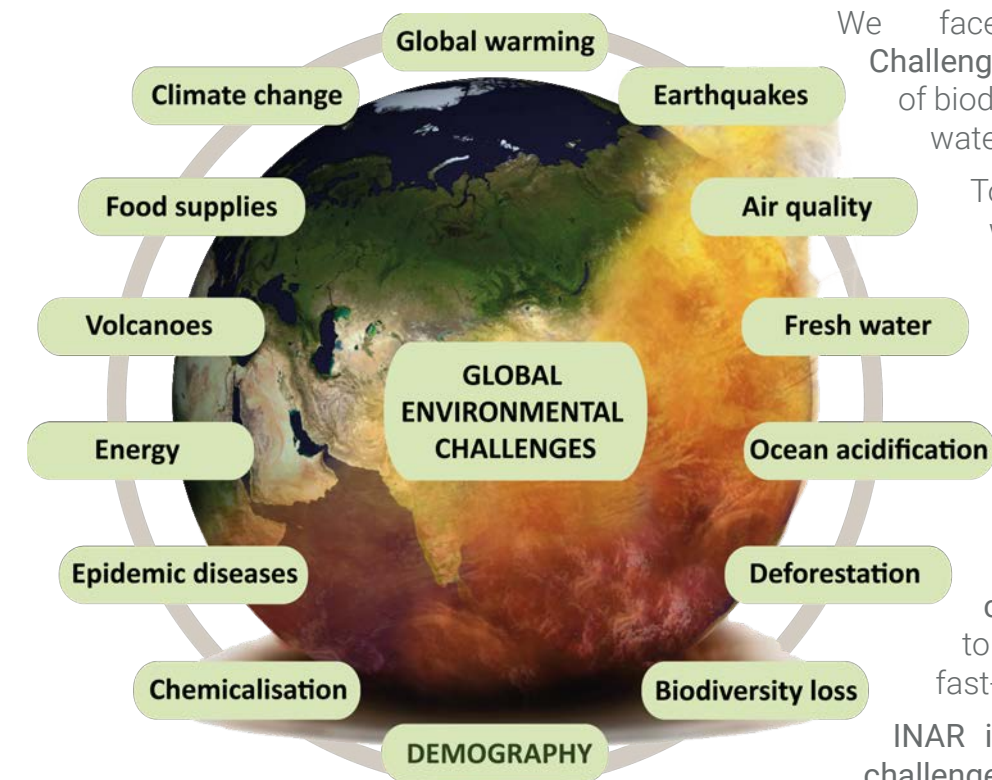 Global warming
Climate change
Earthquakes
Food supplies
Air quality
Volcanoes
Fresh water
GLOBAL
ENVIRONMENTAL
CHALLENGES
Energy
Ocean acidification
Epidemic diseases
Deforestation
Chemicalisation
Biodiversity loss
DEMOGRAPHY
We face
Challeng
of biod
wate
To
c
to
fast-
INAR i
challenge